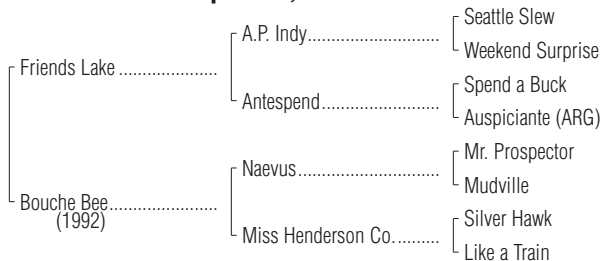 Seattle Slew
A.P. Indy..............................
Weekend Surprise
Friends Lake ......................
Spend a Buck
Antespend...........................
Auspiciante (ARG)
Mr. Prospector
Naevus................................
Mudville
Bouche Bee........................
(1992)
Silver Hawk
Miss Henderson Co. .........
Like a Train